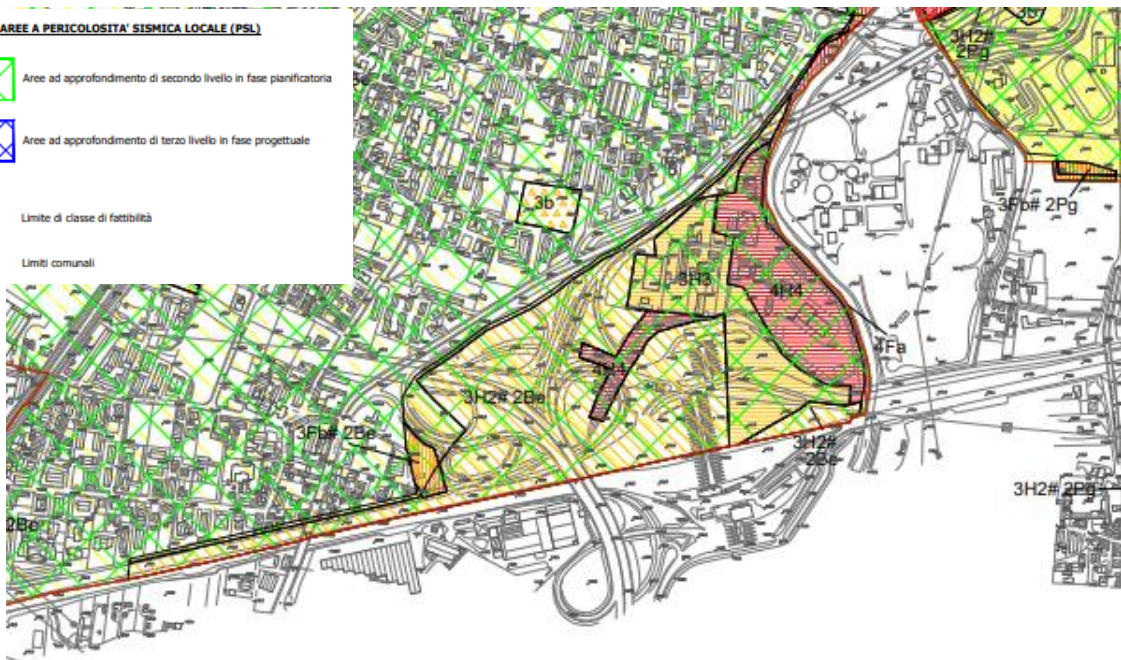 AREE A PERICOLOSITA' SISMICA LOCALE (PSL)
Aree ad approfondimento di secondo livello in fase pianificatoria
Aree ad approfondimento di terzo livello in fase progettuale
Limite di classe di fattibilità
Limiti comunali
3H2#
2Pg
3b
3Fb# 2Pg
3H3
4H4
4Fa
3H2# 2Be
3Fb# 2Be
3H2#
2Be
3H2# 2Pg
2Be